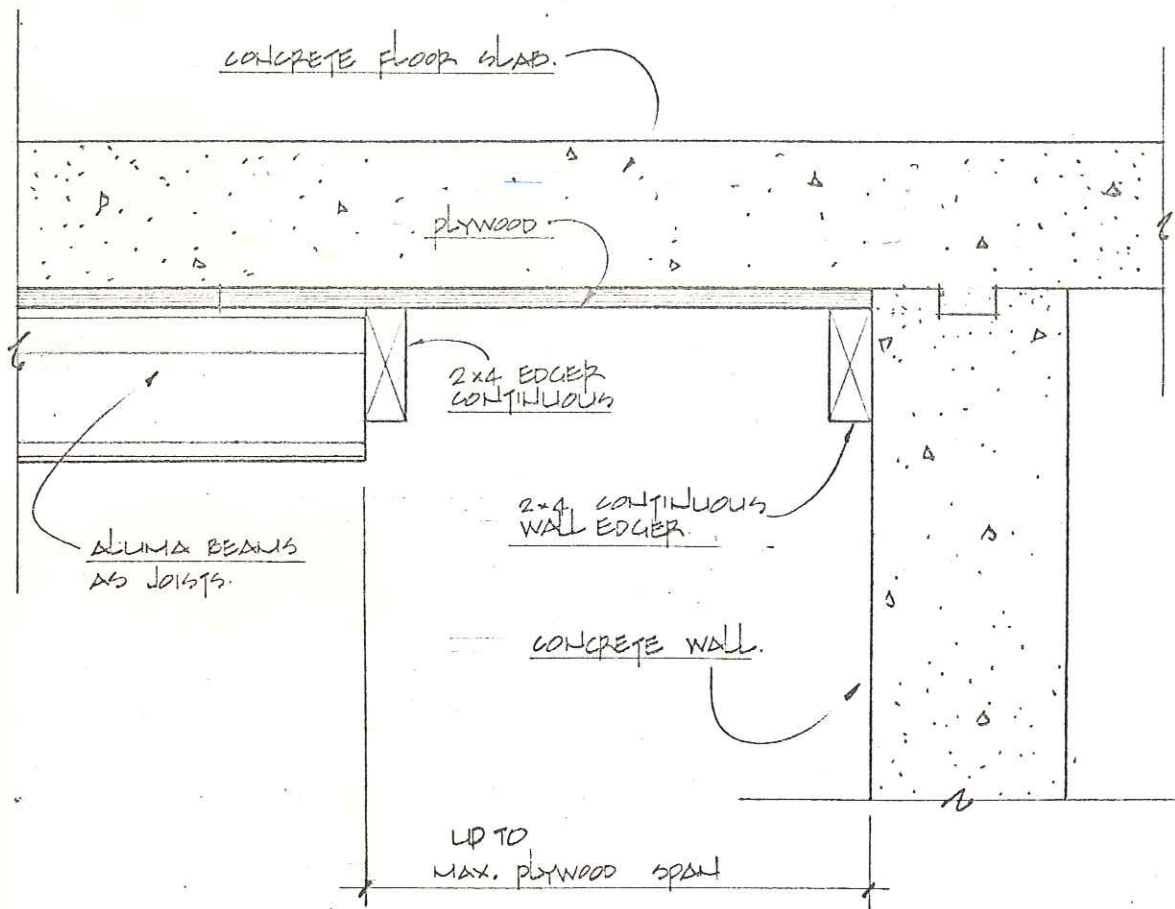 CONCRETE FLOOR SLAB.
PLYWOOD
2x4 EDGER
CONTINUOUS
2x4 CONTINUOUS
WALL EDGER.
ALUMA BEAMS
AS JOISTS.
CONCRETE WALL.
UP TO
MAX. PLYWOOD SPAN